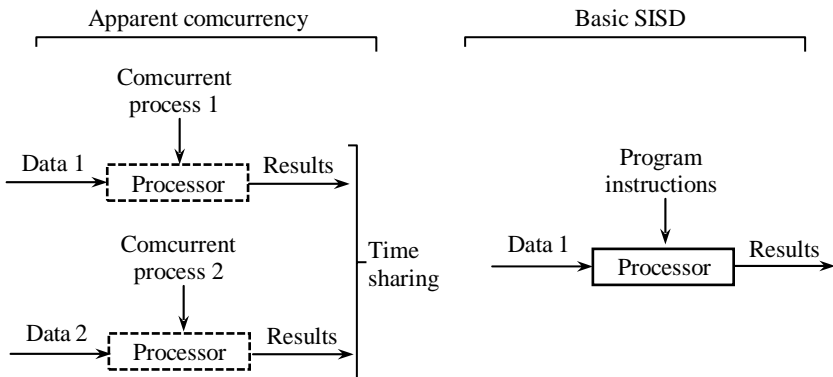 Apparent comcurrency
Basic SISD
Comcurrent
process 1
Data 1
Processor
Results
Comcurrent
process 2
Data 2
Processor
Results
Time
sharing
Program
instructions
Data 1
Processor
Results